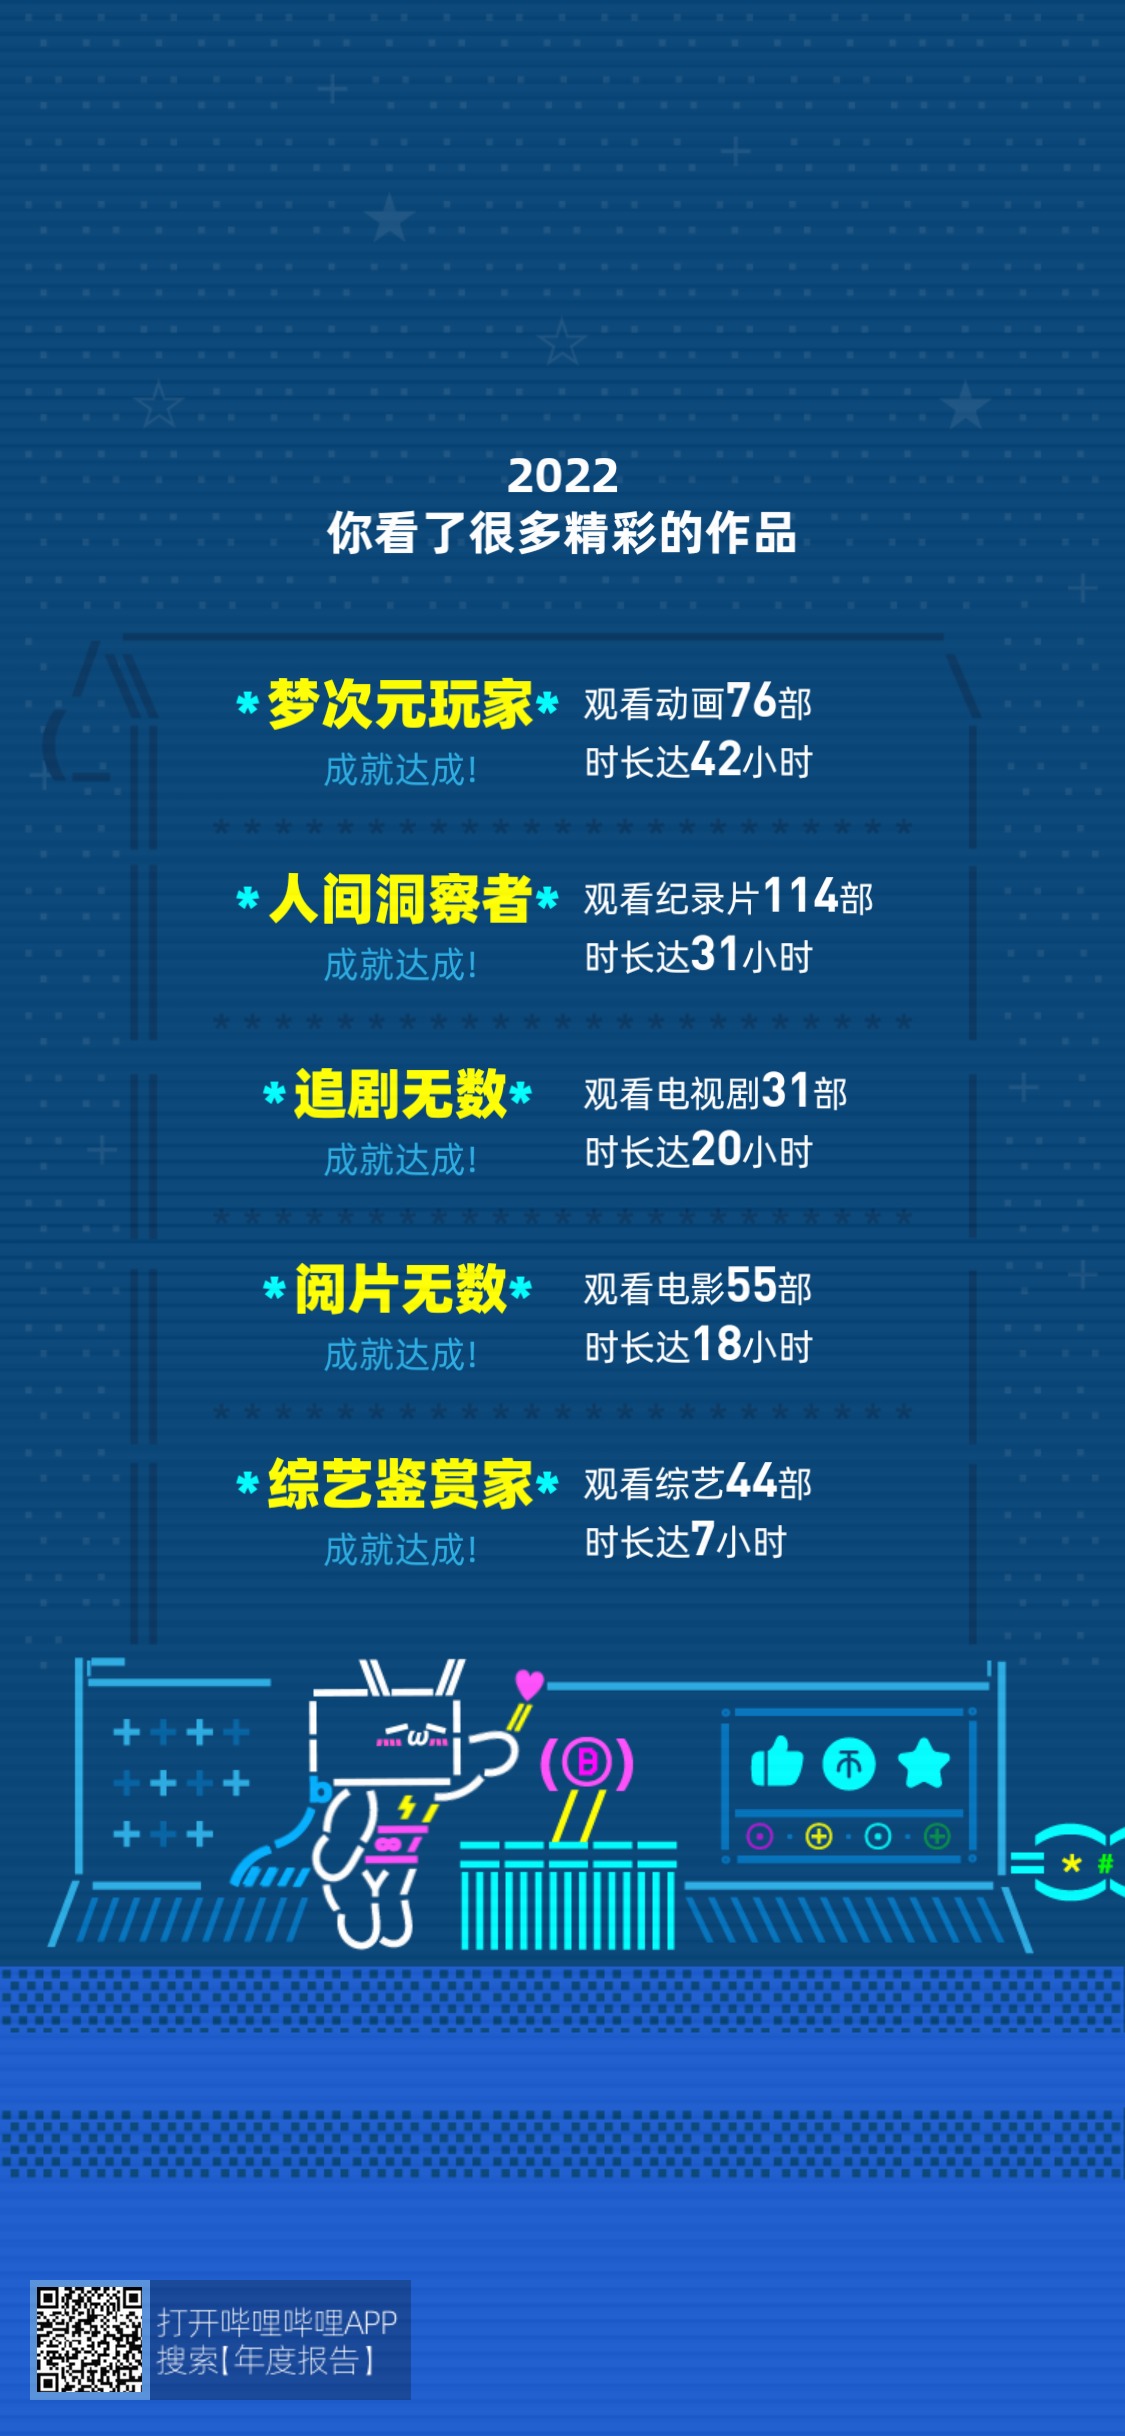 2022
你看了很多精彩的作品
*梦次元玩家* 观看动画76部
成就达成! 时长达42小时
*人间洞察者* 观看纪录片114部
成就达成! 时长达31小时
*追剧无数* 观看电视剧31部
成就达成! 时长达20小时
*阅片无数* 观看电影55部
成就达成! 时长达18小时
*综艺鉴赏家* 观看综艺44部
成就达成! 时长达7小时
打开哔哩哔哩APP
搜索【年度报告】